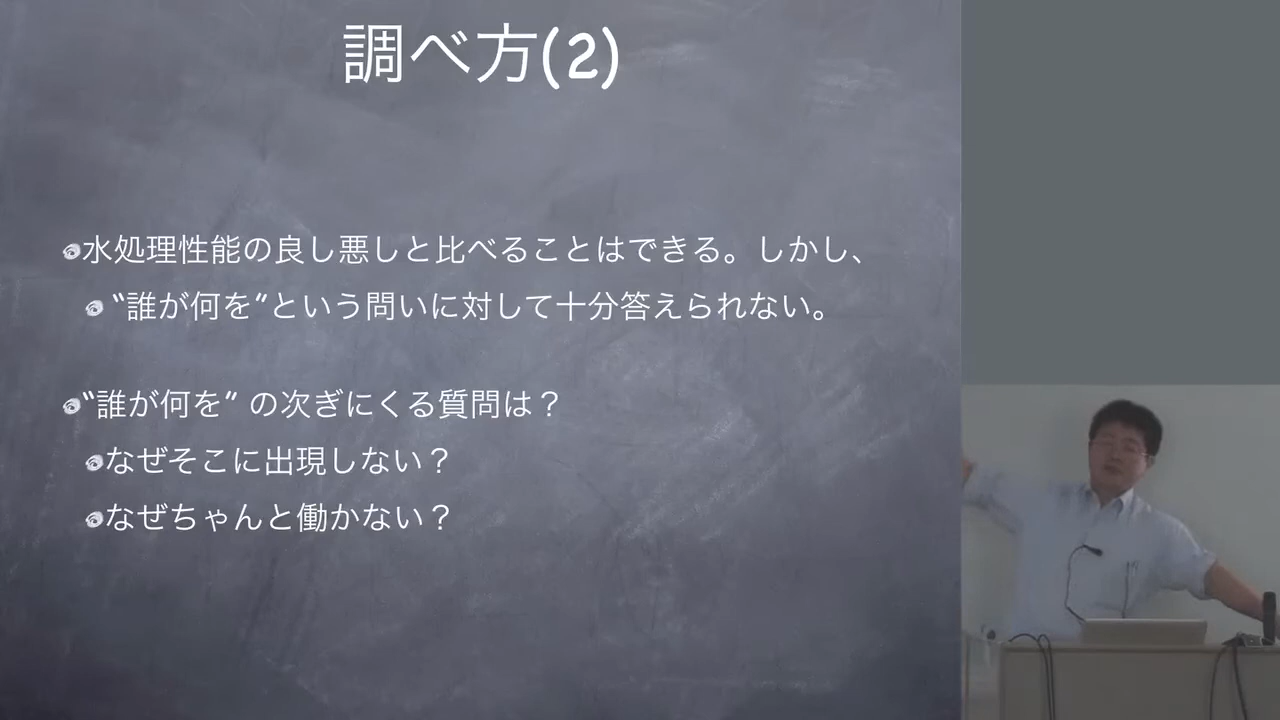 調べ方(2)
水処理性能の良し悪しと比べることはできる。しかし、
“誰が何を”という問いに対して十分答えられない。
“誰が何を” の次ぎにくる質問は？
なぜそこに出現しない？
なぜちゃんと働かない？